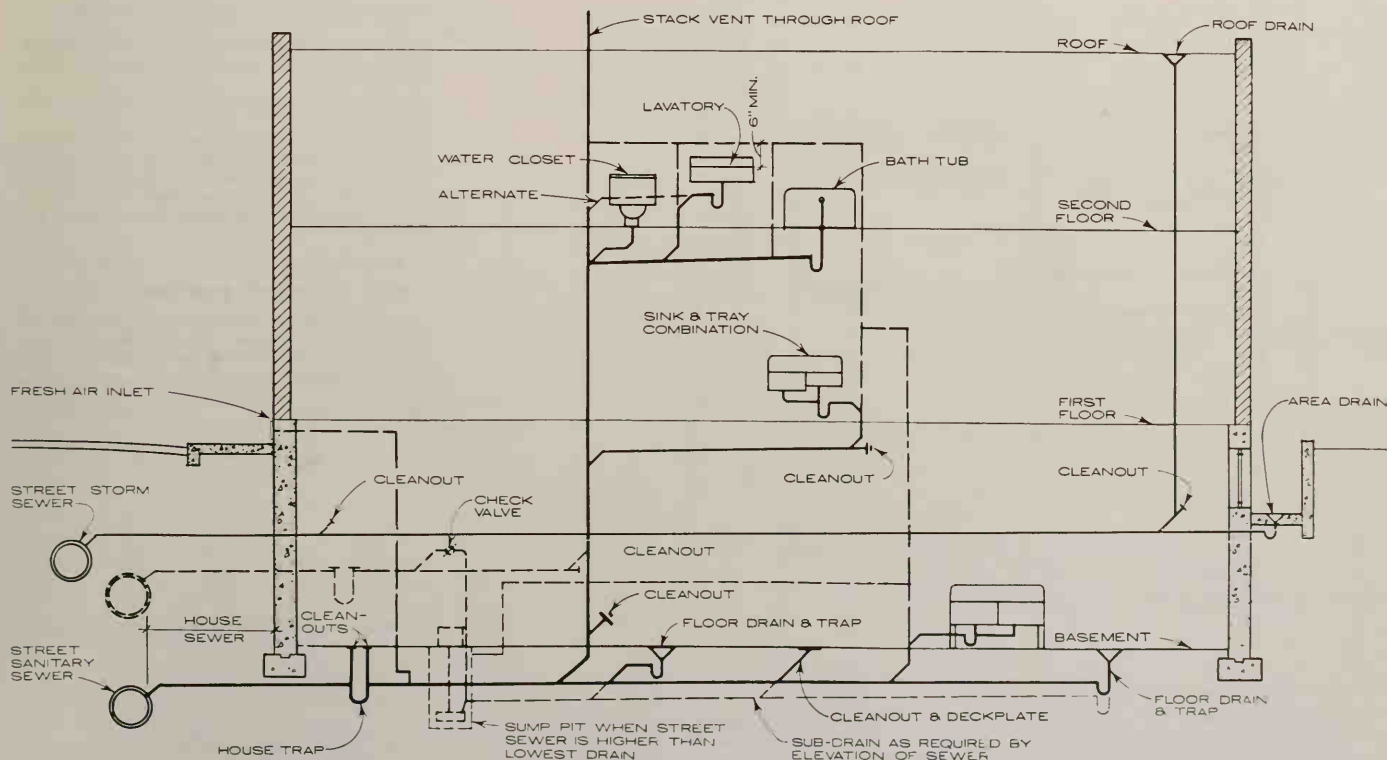 STACK VENT THROUGH ROOF
ROOF DRAIN
ROOF
LAVATORY
6" MIN.
WATER CLOSET
BATH TUB
ALTERNATE
SECOND
FLOOR
SINK & TRAY
COMBINATION
FRESH AIR INLET
FIRST
FLOOR
AREA DRAIN
CLEANOUT
CLEANOUT
CLEANOUT
STREET STORM
SEWER
CHECK
VALVE
CLEANOUT
CLEANOUT
HOUSE
SEWER
CLEAN-
OUTS
FLOOR DRAIN & TRAP
BASEMENT
STREET
SANITARY
SEWER
FLOOR DRAIN
& TRAP
CLEANOUT & DECKPLATE
HOUSE TRAP
SUMP PIT WHEN STREET
SEWER IS HIGHER THAN
LOWEST DRAIN
SUB-DRAIN AS REQUIRED BY
ELEVATION OF SEWER